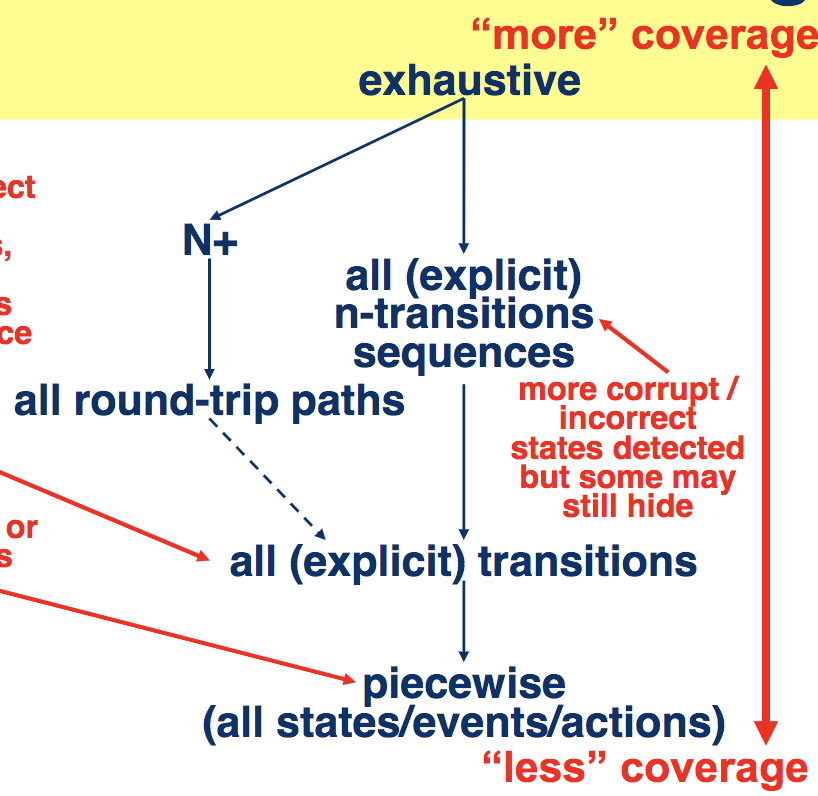 “more” coverage
exhaustive
ect
N+
s,
all (explicit)
n-transitions
sequences
s
ce
all round-trip paths
more corrupt /
incorrect
states detected
but some may
still hide
or
s
all (explicit) transitions
piecewise
(all states/events/actions)
“less” coverage